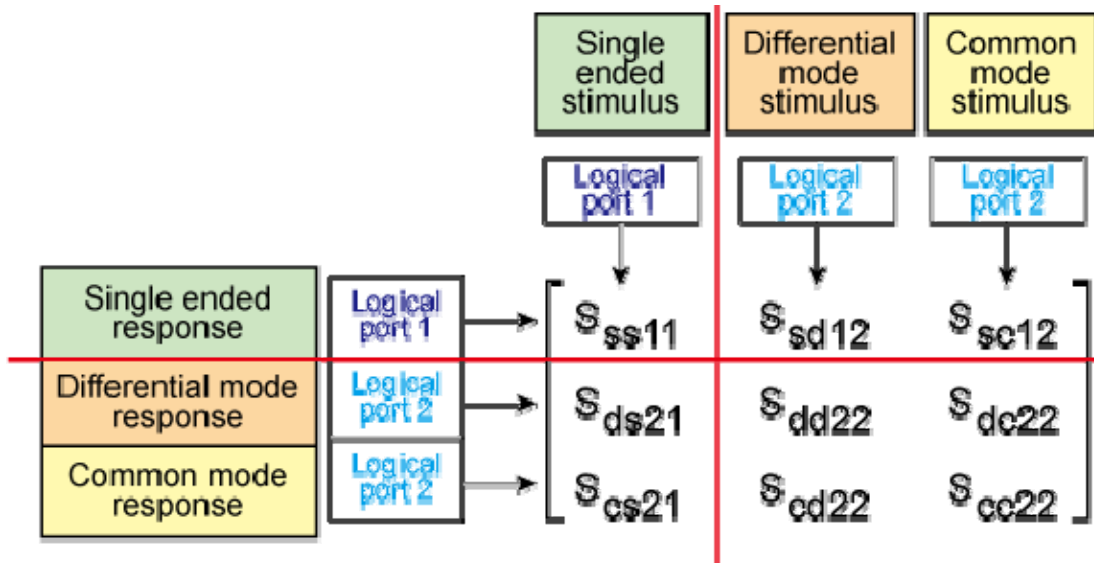 Single
ended
stimulus
Differential
mode
stimulus
Common
mode
stimulus
Logical
port 1
Logical
port 2
Logical
port 2
Single ended
response
Logical
port 1
Sss11
Ssd12
Ssc12
Differential mode
response
Logical
port 2
Sds21
Sdd22
Sdc22
Common mode
response
Logical
port 2
Scs21
Scd22
Scc22